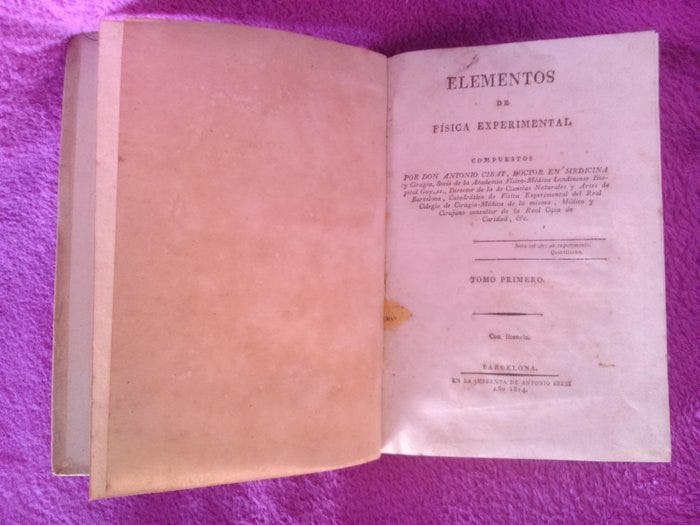 ELEMENTOS
DE
FÍSICA EXPERIMENTAL
COMPUESTOS
POR DON ANTONIO CIBAT, DOCTOR EN MEDICINA
y Cirugía, Socio de la Academia Físico-Médica Londinense Hos-
pital Guy, &c., Director de la de Ciencias Naturales y Artes de
Barcelona, Catedrático de Física Experimental del Real
Colegio de Cirugía-Médica de la misma, Médico y
Cirujano consultor de la Real Casa de
Caridad, &c.
experimento.
Quintiliano.
TOMO PRIMERO.
Con licencia.
BARCELONA.
EN LA IMPRENTA DE ANTONIO BRUSÍ
AÑO 1814.